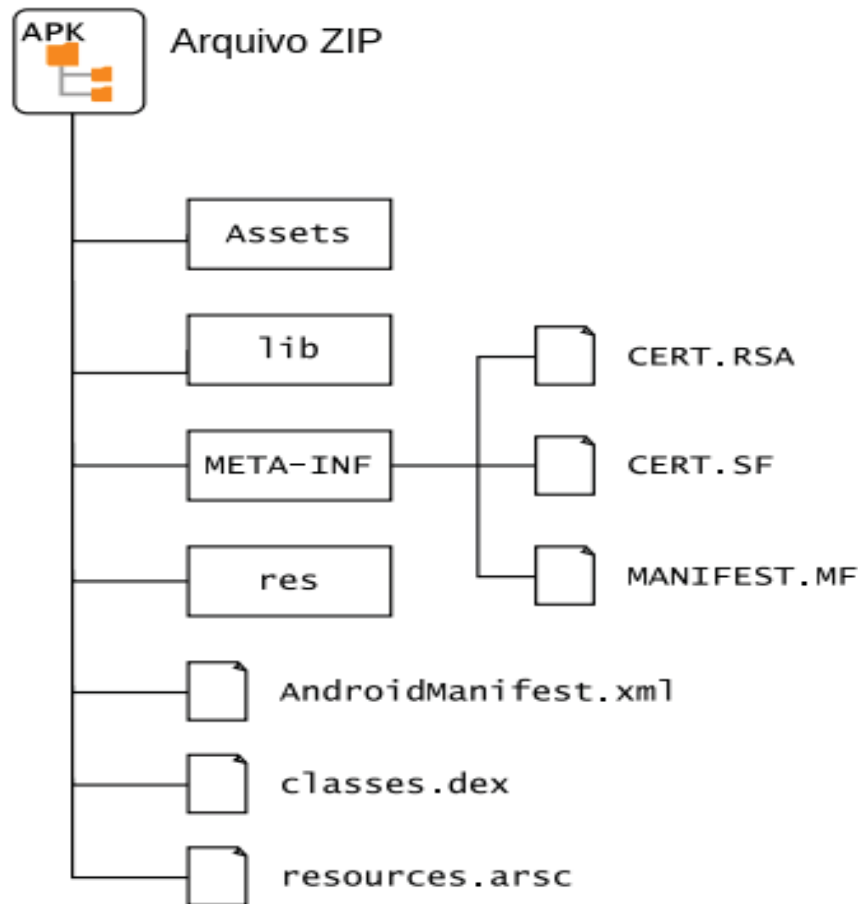 APK
Arquivo ZIP
Assets
lib
META-INF
CERT.RSA
CERT.SF
MANIFEST.MF
res
AndroidManifest.xml
classes.dex
resources.arsc